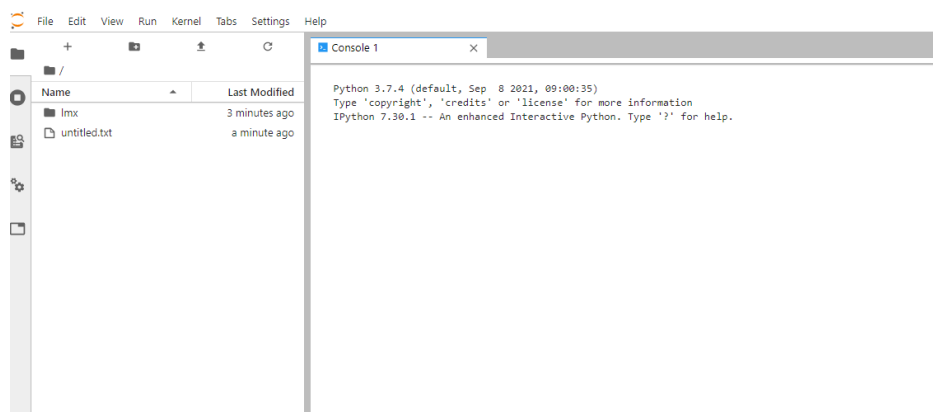 File Edit View Run Kernel Tabs Settings Help
Console 1
/
Name Last Modified
lmx 3 minutes ago
untitled.txt a minute ago
Python 3.7.4 (default, Sep  8 2021, 09:00:35)
Type 'copyright', 'credits' or 'license' for more information
IPython 7.30.1 -- An enhanced Interactive Python. Type '?' for help.